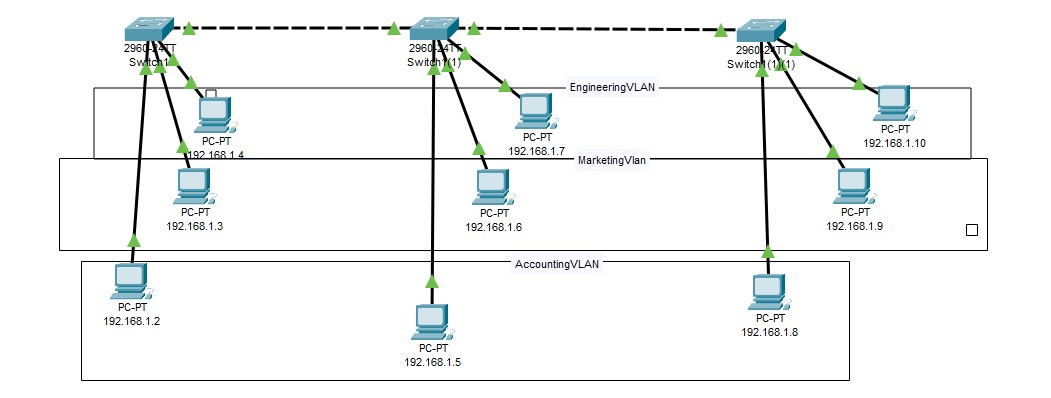 2960-24TT
Switch1
2960-24TT
Switch1(1)
2960-24TT
Switch1(1)(1)
EngineeringVLAN
PC-PT
192.168.1.4
PC-PT
192.168.1.7
PC-PT
192.168.1.10
MarketingVlan
PC-PT
192.168.1.3
PC-PT
192.168.1.6
PC-PT
192.168.1.9
AccountingVLAN
PC-PT
192.168.1.2
PC-PT
192.168.1.5
PC-PT
192.168.1.8